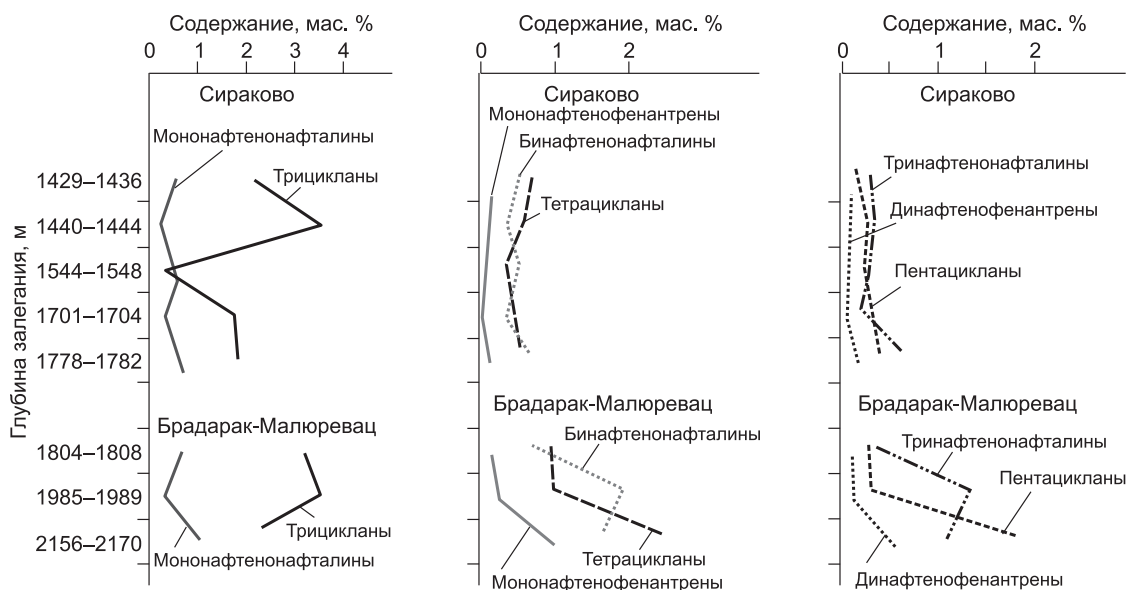 Содержание, мас. %
0 1 2 3 4
Сираково
Мононафтенонафталины
Трицикланы
Глубина залегания, м
1429–1436
1440–1444
1544–1548
1701–1704
1778–1782
Брадарак-Малюревац
1804–1808
1985–1989
2156–2170
Трицикланы
Мононафтенонафталины
Содержание, мас. %
0 1 2
Сираково
Мононафтенофенантрены
Бинафтенонафталины
Тетрацикланы
Брадарак-Малюревац
Бинафтенонафталины
Тетрацикланы
Мононафтенофенантрены
Содержание, мас. %
0 1 2
Сираково
Тринафтенонафталины
Динафтенофенантрены
Пентацикланы
Брадарак-Малюревац
Тринафтенонафталины
Пентацикланы
Динафтенофенантрены